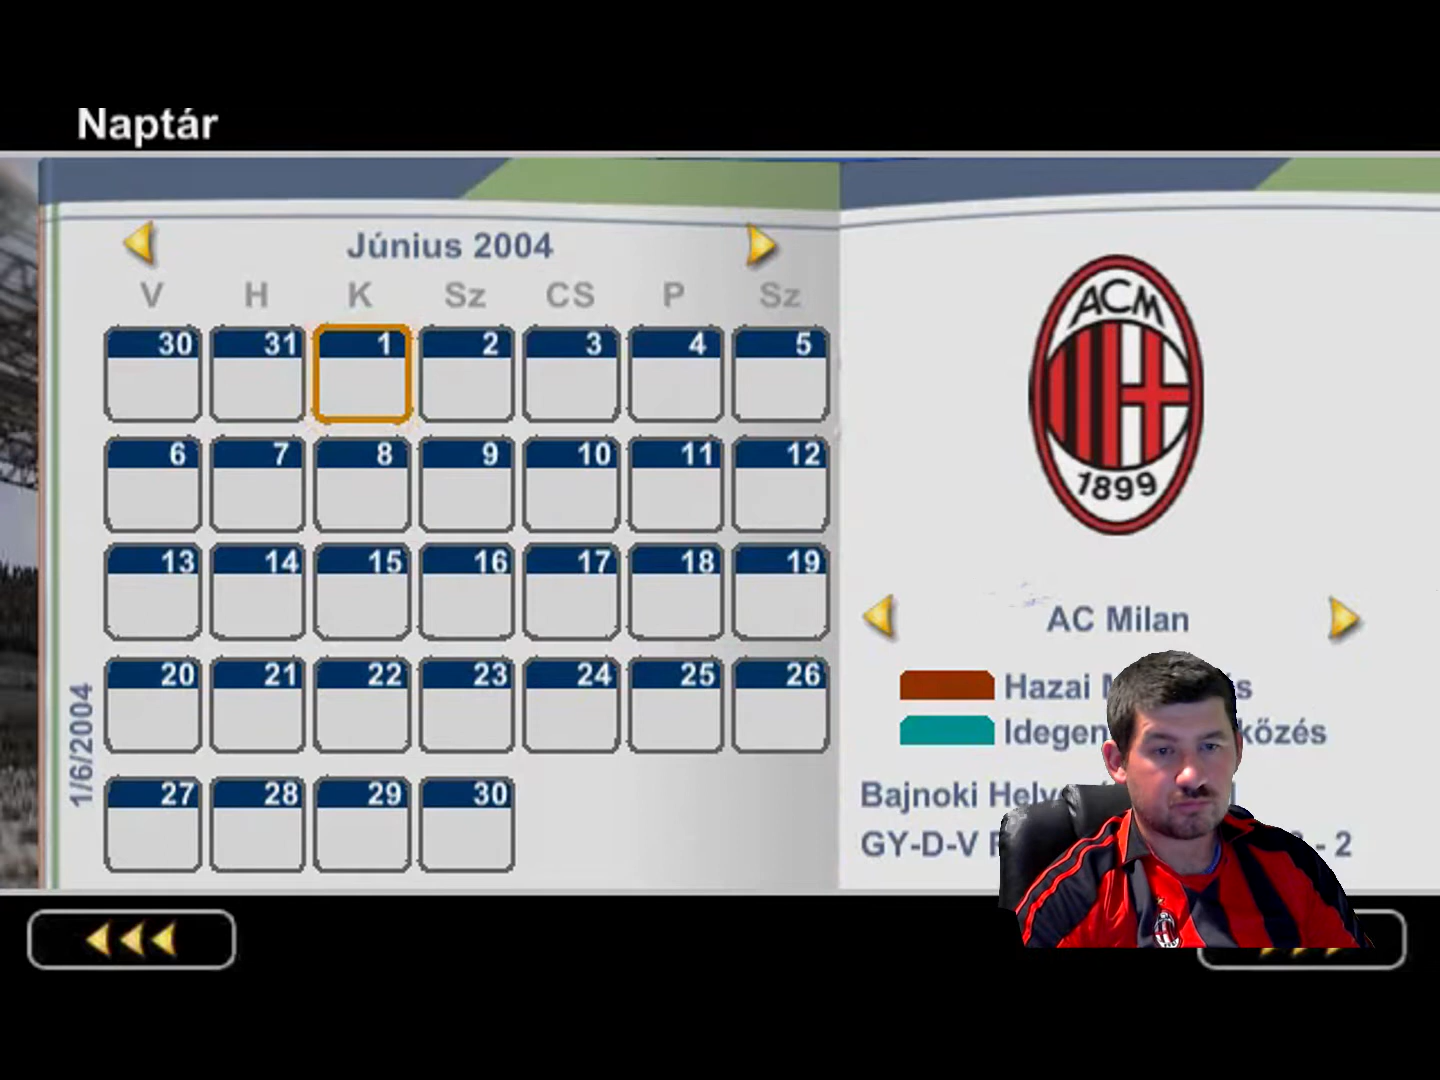 Naptár
Június 2004
V H K Sz CS P Sz
30 31 1 2 3 4 5
6 7 8 9 10 11 12
13 14 15 16 17 18 19
20 21 22 23 24 25 26
27 28 29 30
1/6/2004
ACM
1899
AC Milan
Hazai
Idegen
Bajnoki
GY-D-V - 2